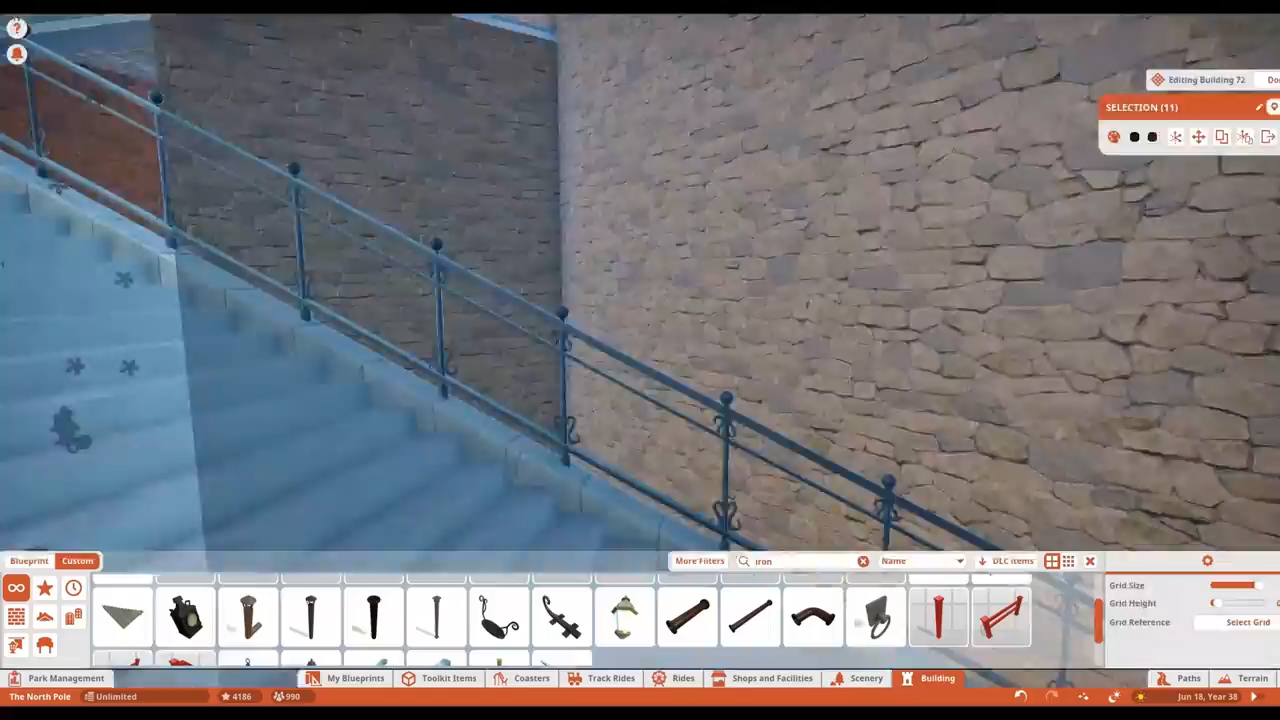 ?
Editing Building 72
Do
SELECTION (11)
Blueprint
Custom
More Filters
iron
Name
DLC Items
Grid Size
Grid Height
Grid Reference
Select Grid
Park Management
My Blueprints
Toolkit Items
Coasters
Track Rides
Rides
Shops and Facilities
Scenery
Building
Paths
Terrain
The North Pole
Unlimited
4186
990
Jun 18, Year 38